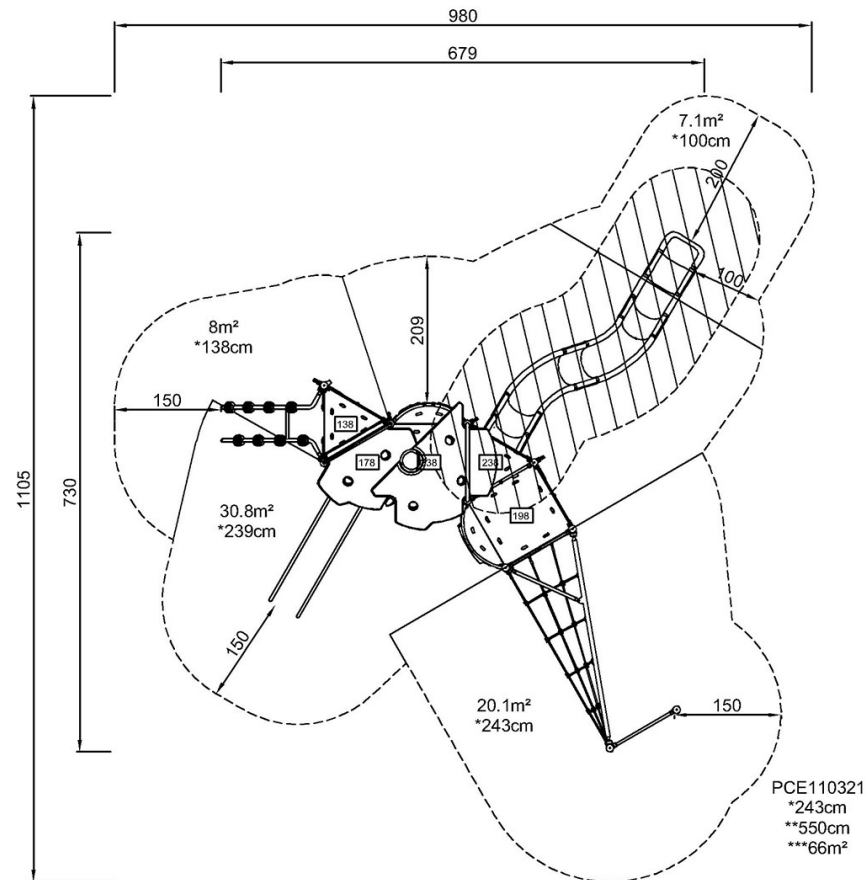 980
679
7.1m²
*100cm
200
100
8m²
*138cm
209
150
138
178
238
238
198
1105
730
30.8m²
*239cm
150
20.1m²
*243cm
150
PCE110321
*243cm
**550cm
***66m²